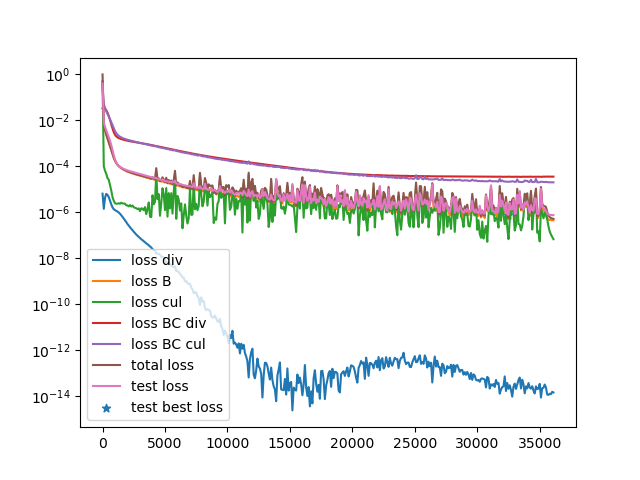 10^0
10^-2
10^-4
10^-6
10^-8
10^-10
10^-12
10^-14
loss div
loss B
loss cul
loss BC div
loss BC cul
total loss
test loss
test best loss
0 5000 10000 15000 20000 25000 30000 35000